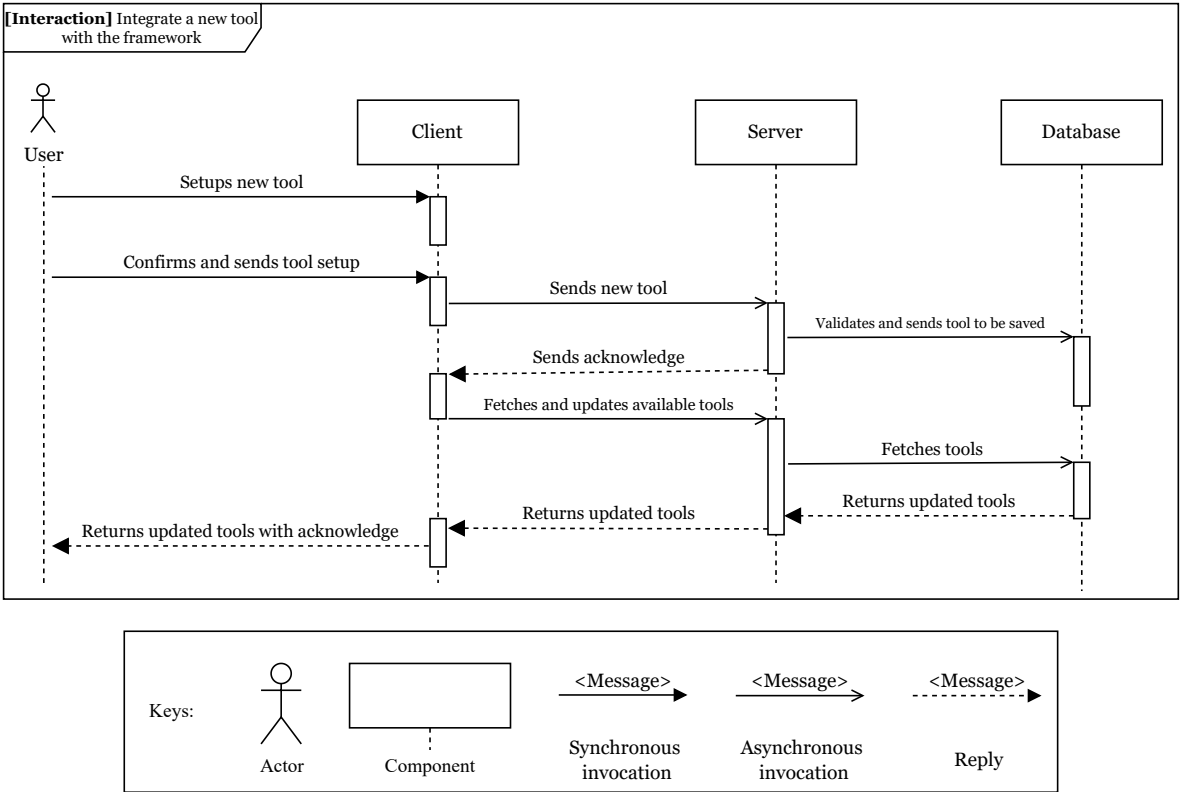 [Interaction] Integrate a new tool
with the framework
User
Client
Server
Database
Setups new tool
Confirms and sends tool setup
Sends new tool
Validates and sends tool to be saved
Sends acknowledge
Fetches and updates available tools
Fetches tools
Returns updated tools
Returns updated tools
Returns updated tools with acknowledge
Keys:
Actor
Component
<Message>
Synchronous
invocation
<Message>
Asynchronous
invocation
<Message>
Reply